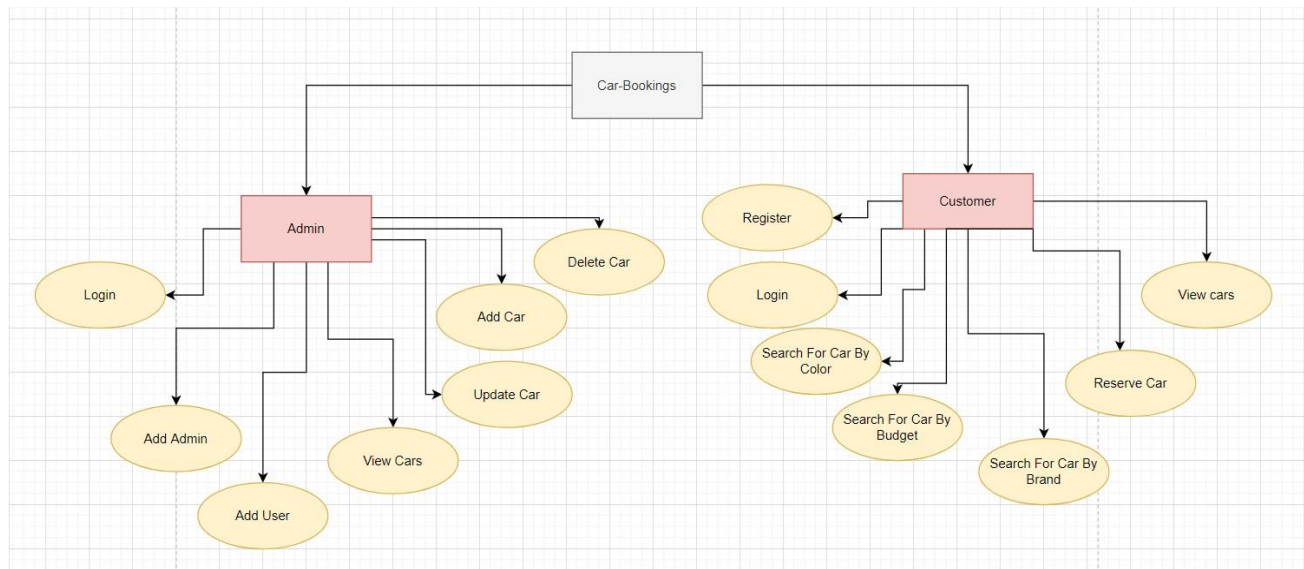 Car-Bookings
Admin
Customer
Register
Delete Car
Login
Login
View cars
Add Car
Search For Car By
Color
Reserve Car
Update Car
Search For Car By
Budget
Add Admin
View Cars
Search For Car By
Brand
Add User